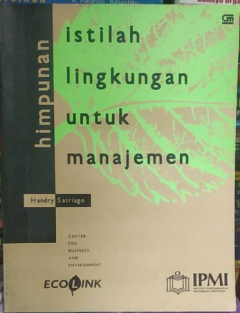 himpunan
istilah
lingkungan
untuk
manajemen
Handry Satriago
CENTER
FOR
BUSINESS
AND
ENVIRONMENT
ECOLINK
IPMI